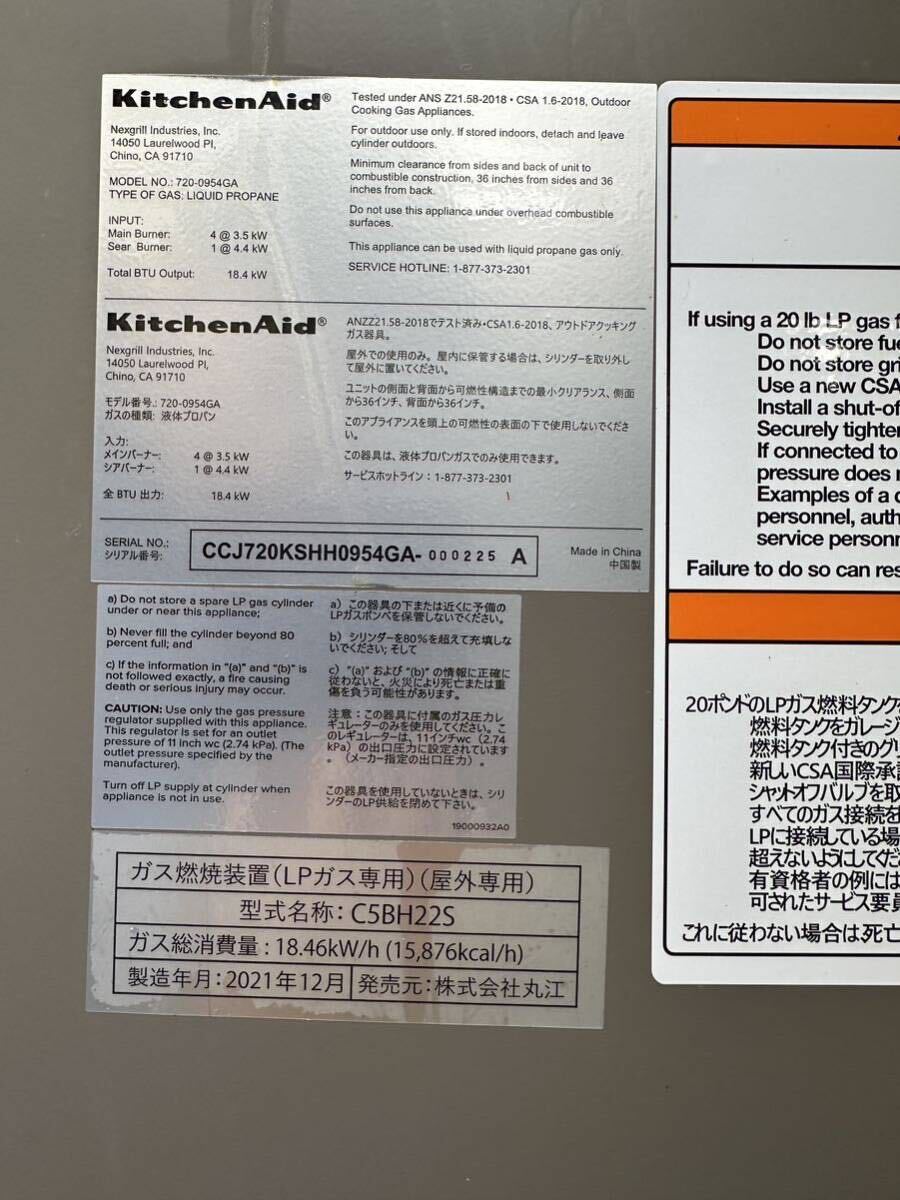 KitchenAid®
Nexgrill Industries, Inc.
14050 Laurelwood Pl,
Chino, CA 91710
MODEL NO.: 720-0954GA
TYPE OF GAS: LIQUID PROPANE
INPUT:
Main Burner: 4 @ 3.5 kW
Sear Burner: 1 @ 4.4 kW
Total BTU Output: 18.4 kW
Tested under ANS Z21.58-2018 • CSA 1.6-2018, Outdoor
Cooking Gas Appliances.
For outdoor use only. If stored indoors, detach and leave
cylinder outdoors.
Minimum clearance from sides and back of unit to
combustible construction, 36 inches from sides and 36
inches from back.
Do not use this appliance under overhead combustible
surfaces.
This appliance can be used with liquid propane gas only.
SERVICE HOTLINE: 1-877-373-2301
KitchenAid®
Nexgrill Industries, Inc.
14050 Laurelwood Pl,
Chino, CA 91710
モデル番号.: 720-0954GA
ガスの種類: 液体プロパン
入力:
メインバーナー: 4 @ 3.5 kW
シアバーナー: 1 @ 4.4 kW
全 BTU 出力: 18.4 kW
ANZZ21.58-2018でテスト済み•CSA1.6-2018、アウトドアクッキング
ガス器具。
屋外での使用のみ。屋内に保管する場合は、シリンダーを取り外し
て屋外に置いてください。
ユニットの側面と背面から可燃性構造までの最小クリアランス、側面
から36インチ、背面から36インチ。
このアプライアンスを頭上の可燃性の表面の下で使用しないでくださ
い。
この器具は、液体プロパンガスでのみ使用できます。
サービスホットライン：1-877-373-2301
SERIAL NO.:
シリアル番号:
CCJ720KSHH0954GA- 000225 A
Made in China
中国製
a) Do not store a spare LP gas cylinder
under or near this appliance;
b) Never fill the cylinder beyond 80
percent full; and
c) If the information in "(a)" and "(b)" is
not followed exactly, a fire causing
death or serious injury may occur.
CAUTION: Use only the gas pressure
regulator supplied with this appliance.
This regulator is set for an outlet
pressure of 11 inch wc (2.74 kPa). (The
outlet pressure specified by the
manufacturer).
Turn off LP supply at cylinder when
appliance is not in use.
a）この器具の下または近くに予備の
LPガスボンベを保管しないでください。
b）シリンダーを80％を超えて充填しな
いでください; そして
c）"(a)" および "(b)" の情報に正確に
従わないと、火災により死亡または重
傷を負う可能性があります。
注意：この器具に付属のガス圧力レ
ギュレーターのみを使用してください。こ
のレギュレーターは、11インチwc（2.74
kPa）の出口圧力に設定されています
。（メーカー指定の出口圧力）。
この器具を使用していないときは、シリ
ンダーのLP供給を閉めて下さい。
19000932A0
ガス燃焼装置（LPガス専用）（屋外専用）
型式名称：C5BH22S
ガス総消費量：18.46kW/h (15,876kcal/h)
製造年月：2021年12月 発売元：株式会社丸江
If using a 20 lb LP gas f
Do not store fue
Do not store gri
Use a new CSA
Install a shut-of
Securely tighter
If connected to
pressure does n
Examples of a c
personnel, auth
service personn
Failure to do so can res
20ポンドのLPガス燃料タンクを
燃料タンクをガレージ
燃料タンク付きのグリ
新しいCSA国際承認
シャットオフバルブを取
すべてのガス接続を
LPに接続している場
超えないようにしてくだ
有資格者の例には
可されたサービス要員
これに従わない場合は死亡